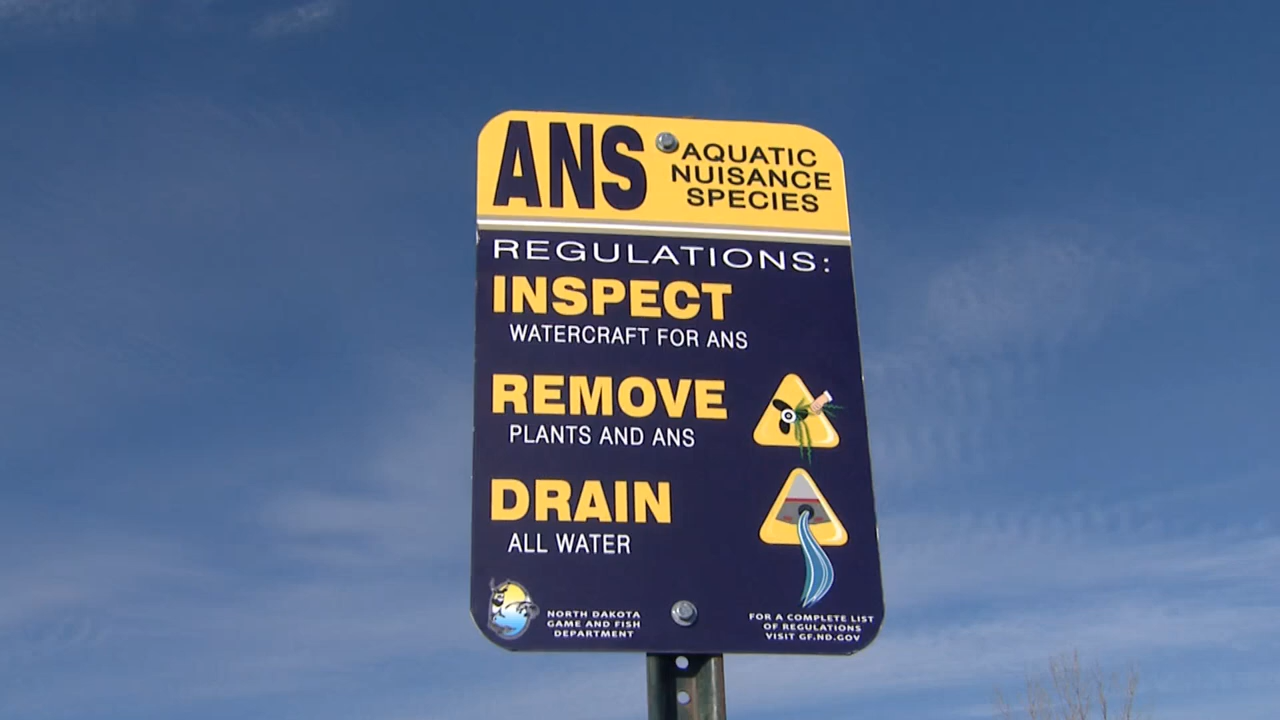 ANS
AQUATIC
NUISANCE
SPECIES
REGULATIONS:
INSPECT
WATERCRAFT FOR ANS
REMOVE
PLANTS AND ANS
DRAIN
ALL WATER
NORTH DAKOTA
GAME AND FISH
DEPARTMENT
FOR A COMPLETE LIST
OF REGULATIONS
VISIT GF.ND.GOV